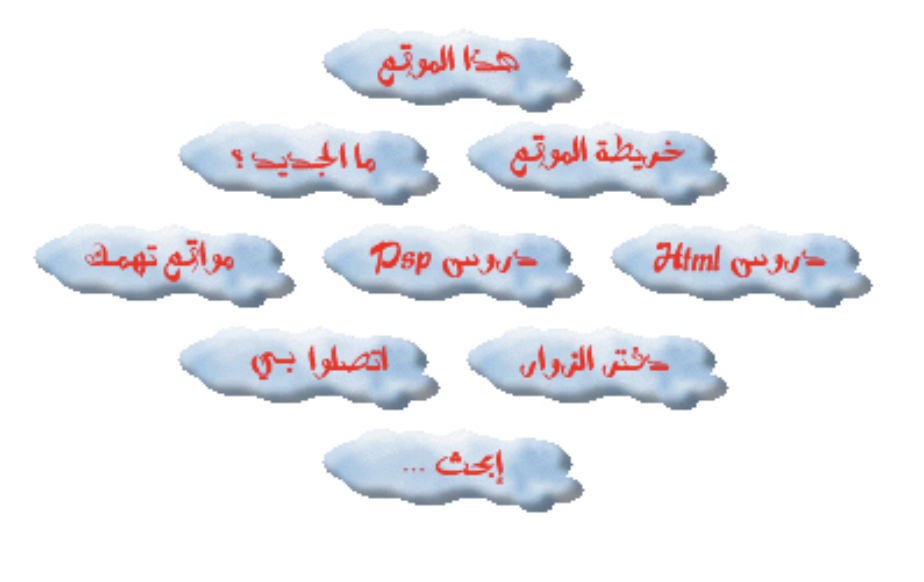 هذا الموقع
خريطة الموقع
ما الجديد ؟
دروس Html
دروس Psp
مواقع تهمك
دفتر الزوار
اتصلوا بي
إبحث ...